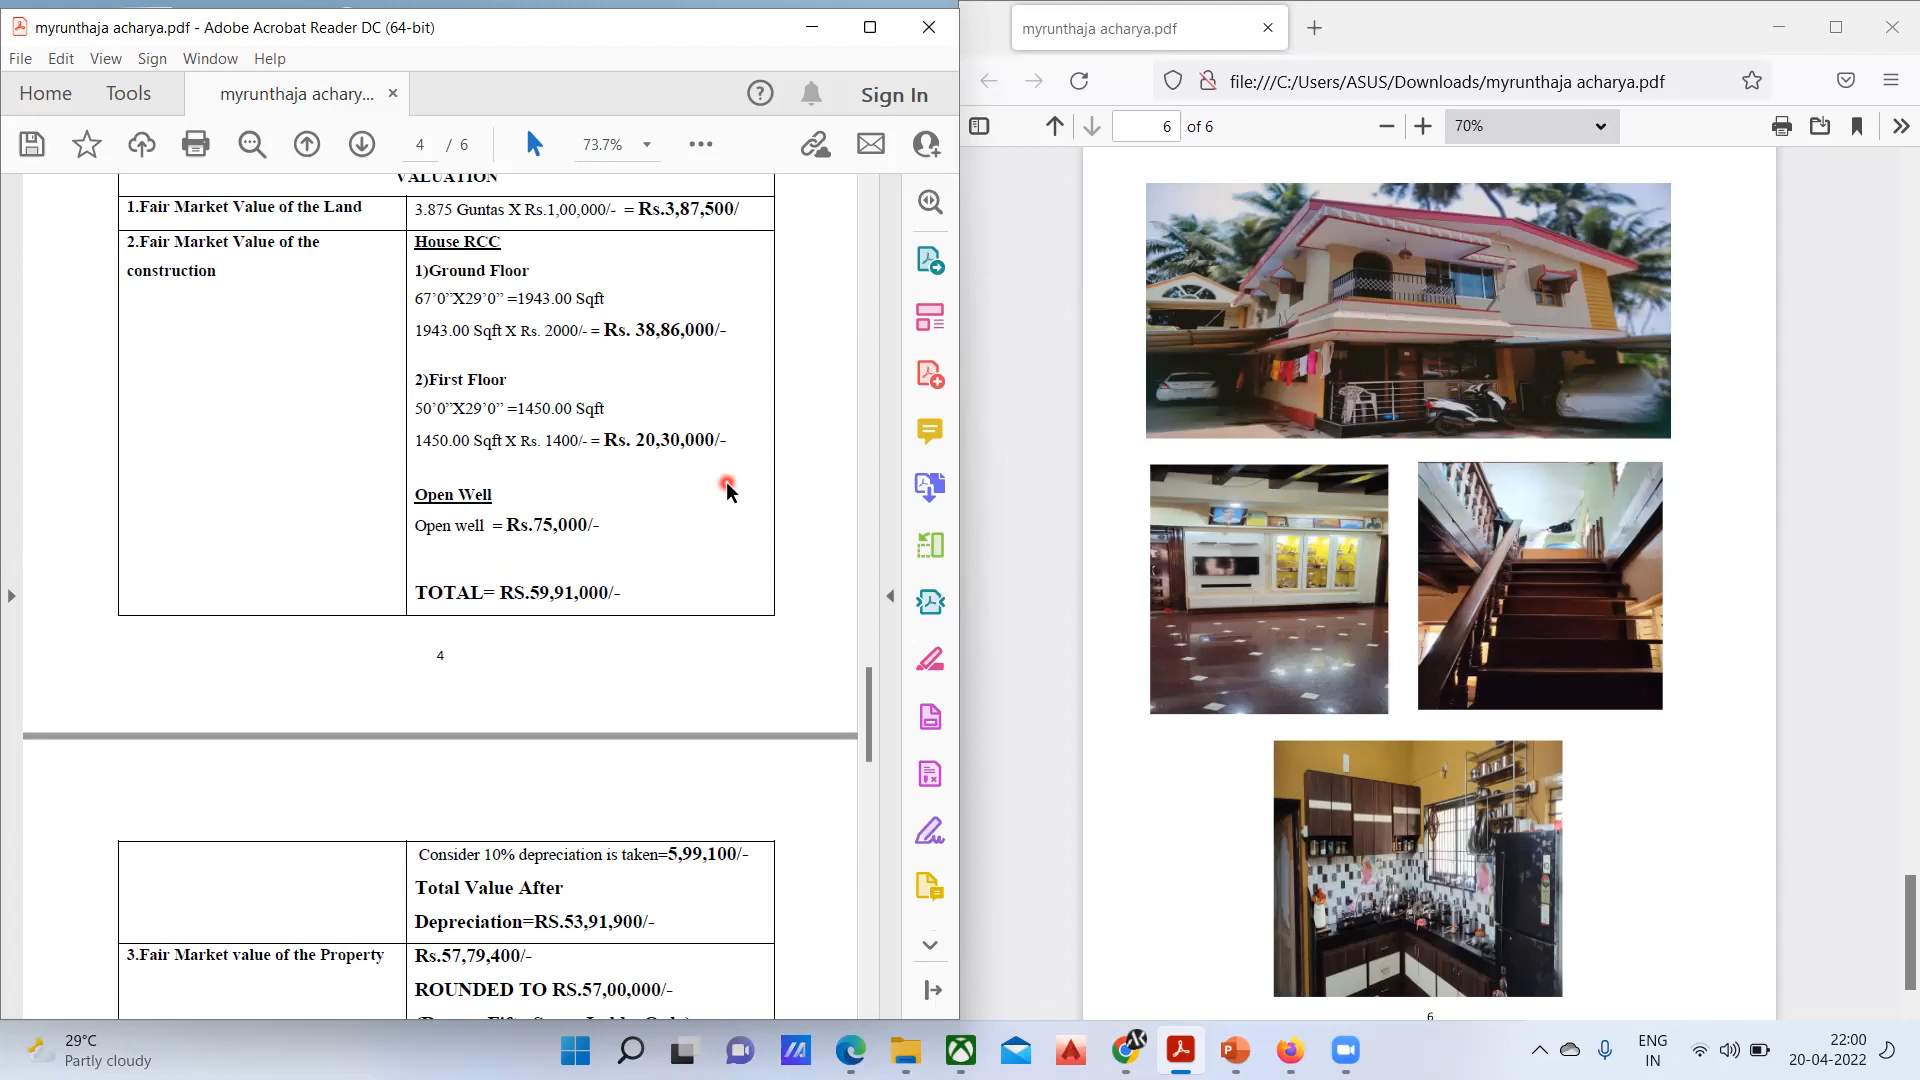 myrunthaja acharya.pdf - Adobe Acrobat Reader DC (64-bit)
File Edit View Sign Window Help
Home Tools myrunthaja achary... Sign In
4 / 6 73.7%
VALUATION
1.Fair Market Value of the Land
3.875 Guntas X Rs.1,00,000/- = Rs.3,87,500/
2.Fair Market Value of the
construction
House RCC
1)Ground Floor
67’0”X29’0” =1943.00 Sqft
1943.00 Sqft X Rs. 2000/- = Rs. 38,86,000/-
2)First Floor
50’0”X29’0” =1450.00 Sqft
1450.00 Sqft X Rs. 1400/- = Rs. 20,30,000/-
Open Well
Open well = Rs.75,000/-
TOTAL= RS.59,91,000/-
4
Consider 10% depreciation is taken=5,99,100/-
Total Value After
Depreciation=RS.53,91,900/-
3.Fair Market value of the Property
Rs.57,79,400/-
ROUNDED TO RS.57,00,000/-
myrunthaja acharya.pdf
file:///C:/Users/ASUS/Downloads/myrunthaja acharya.pdf
6 of 6 70%
6
29°C
Partly cloudy
ENG
IN
22:00
20-04-2022